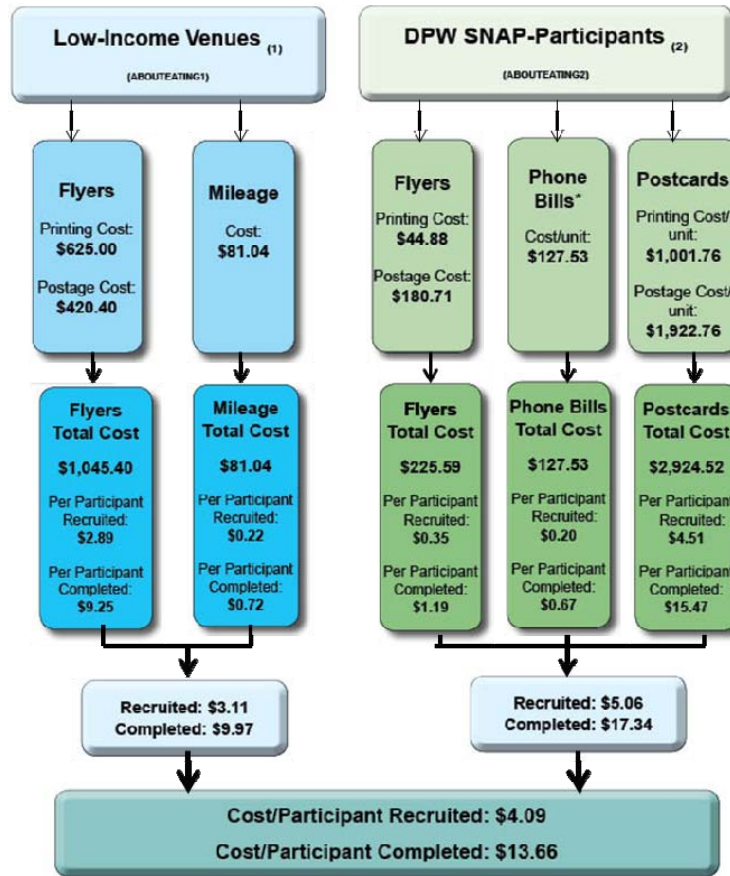 Low-Income Venues (1)
(ABOUTEATING1)
DPW SNAP-Participants (2)
(ABOUTEATING2)
Flyers
Printing Cost:
$625.00
Postage Cost:
$420.40
Mileage
Cost:
$81.04
Flyers
Printing Cost:
$44.88
Postage Cost:
$180.71
Phone
Bills*
Cost/unit:
$127.53
Postcards
Printing Cost/
unit:
$1,001.76
Postage Cost/
unit:
$1,922.76
Flyers
Total Cost
$1,045.40
Per Participant
Recruited:
$2.89
Per Participant
Completed:
$9.25
Mileage
Total Cost
$81.04
Per Participant
Recruited:
$0.22
Per Participant
Completed:
$0.72
Flyers
Total Cost
$225.59
Per Participant
Recruited:
$0.35
Per Participant
Completed:
$1.19
Phone Bills
Total Cost
$127.53
Per Participant
Recruited:
$0.20
Per Participant
Completed:
$0.67
Postcards
Total Cost
$2,924.52
Per Participant
Recruited:
$4.51
Per Participant
Completed:
$15.47
Recruited: $3.11
Completed: $9.97
Recruited: $5.06
Completed: $17.34
Cost/Participant Recruited: $4.09
Cost/Participant Completed: $13.66